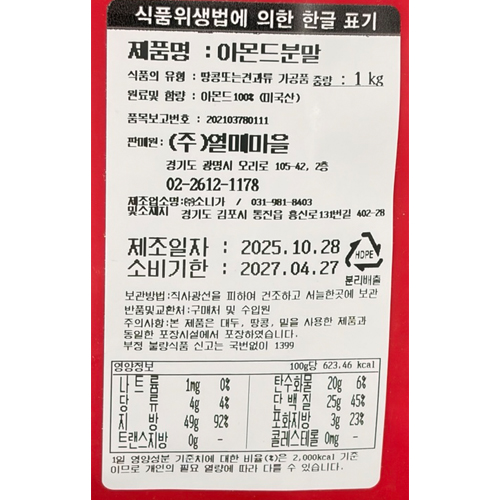 식품위생법에 의한 한글 표기
제품명 : 아몬드분말
식품의 유형 : 땅콩또는견과류 가공품 중량 : 1 kg
원료및 함량 : 아몬드100% (미국산)
품목보고번호 : 202103780111
판매원: (주)열매마을
경기도 광명시 오리로 105-42, 2층
02-2612-1178
제조업소명:㈜소니가 / 031-981-8403
및소재지 경기도 김포시 통진읍 흥신로131번길 402-28
제조일자 : 2025.10.28
소비기한 : 2027.04.27
HDPE
분리배출
보관방법:직사광선을 피하여 건조하고 서늘한곳에 보관
반품및교환처:구매처 및 수입원
주의사항:본 제품은 대두, 땅콩, 밀을 사용한 제품과
동일한 포장시설에서 포장하였습니다.
부정 불량식품 신고는 국번없이 1399
영양정보 100g당 623.46 kcal
나트륨 1mg 0% 탄수화물 20g 6%
당류 4g 4% 단백질 25g 45%
지방 49g 92% 포화지방 3g 23%
트랜스지방 0g - 콜레스테롤 0mg -
1일 영양성분 기준치에 대한 비율(%)은 2,000kcal 기준
이므로 개인의 필요 열량에 따라 다를 수 있습니다.